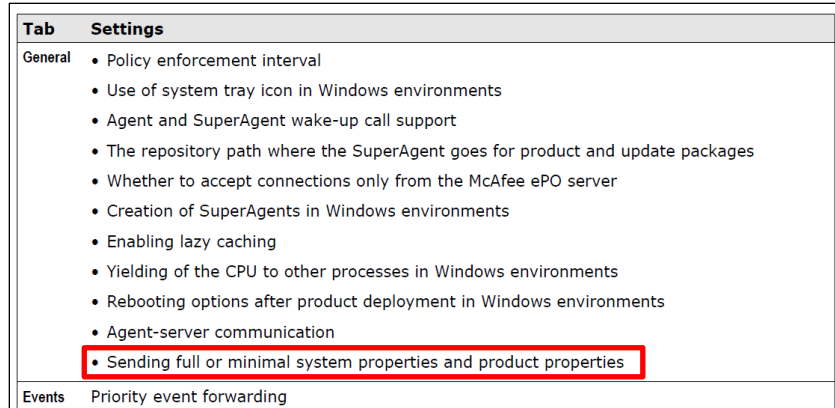 Tab Settings
General • Policy enforcement interval
• Use of system tray icon in Windows environments
• Agent and SuperAgent wake-up call support
• The repository path where the SuperAgent goes for product and update packages
• Whether to accept connections only from the McAfee ePO server
• Creation of SuperAgents in Windows environments
• Enabling lazy caching
• Yielding of the CPU to other processes in Windows environments
• Rebooting options after product deployment in Windows environments
• Agent-server communication
• Sending full or minimal system properties and product properties
Events Priority event forwarding